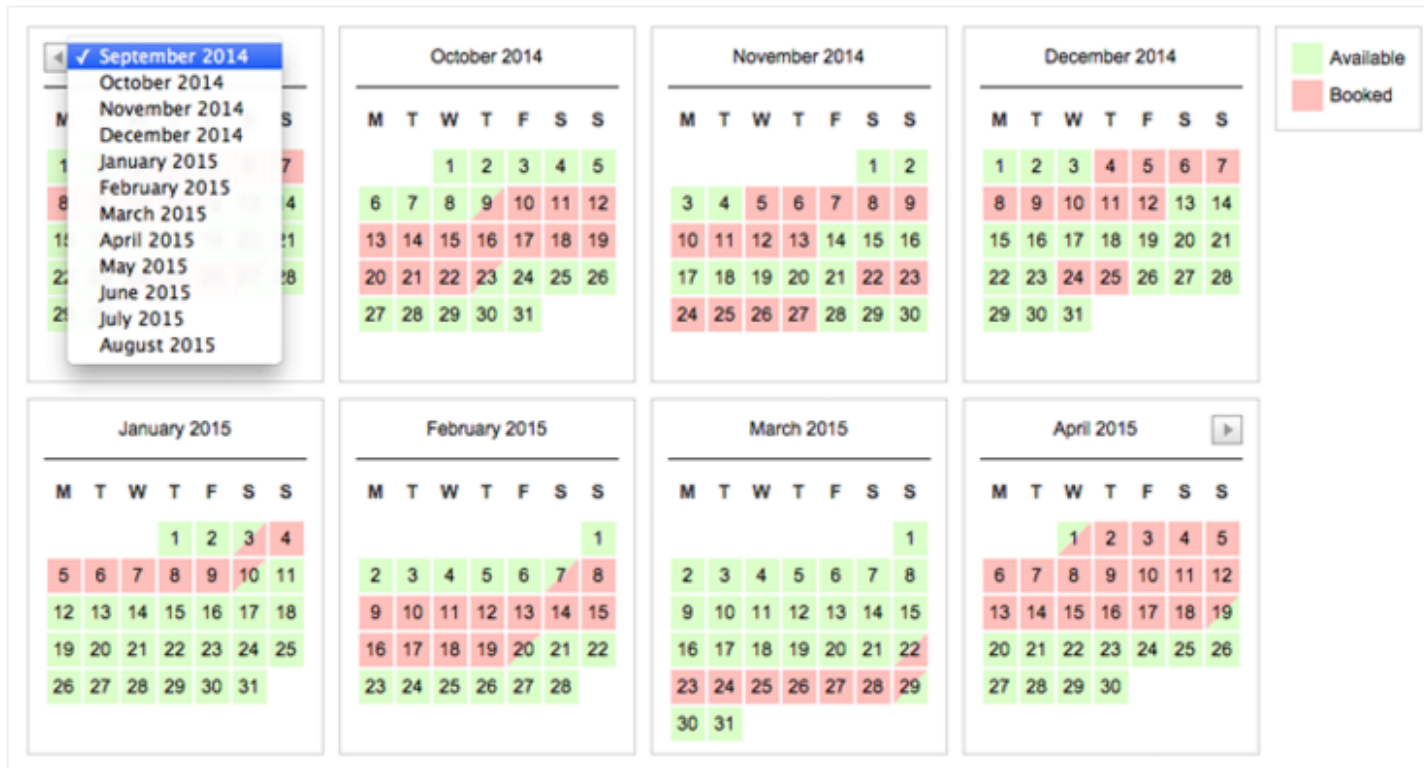 ✓ September 2014
October 2014
November 2014
December 2014
January 2015
February 2015
March 2015
April 2015
May 2015
June 2015
July 2015
August 2015
S
7
28
October 2014
M T W T F S S
1 2 3 4 5
6 7 8 9 10 11 12
13 14 15 16 17 18 19
20 21 22 23 24 25 26
27 28 29 30 31
November 2014
M T W T F S S
1 2
3 4 5 6 7 8 9
10 11 12 13 14 15 16
17 18 19 20 21 22 23
24 25 26 27 28 29 30
December 2014
M T W T F S S
1 2 3 4 5 6 7
8 9 10 11 12 13 14
15 16 17 18 19 20 21
22 23 24 25 26 27 28
29 30 31
Available
Booked
January 2015
M T W T F S S
1 2 3 4
5 6 7 8 9 10 11
12 13 14 15 16 17 18
19 20 21 22 23 24 25
26 27 28 29 30 31
February 2015
M T W T F S S
1
2 3 4 5 6 7 8
9 10 11 12 13 14 15
16 17 18 19 20 21 22
23 24 25 26 27 28
March 2015
M T W T F S S
1
2 3 4 5 6 7 8
9 10 11 12 13 14 15
16 17 18 19 20 21 22
23 24 25 26 27 28 29
30 31
April 2015
M T W T F S S
1 2 3 4 5
6 7 8 9 10 11 12
13 14 15 16 17 18 19
20 21 22 23 24 25 26
27 28 29 30